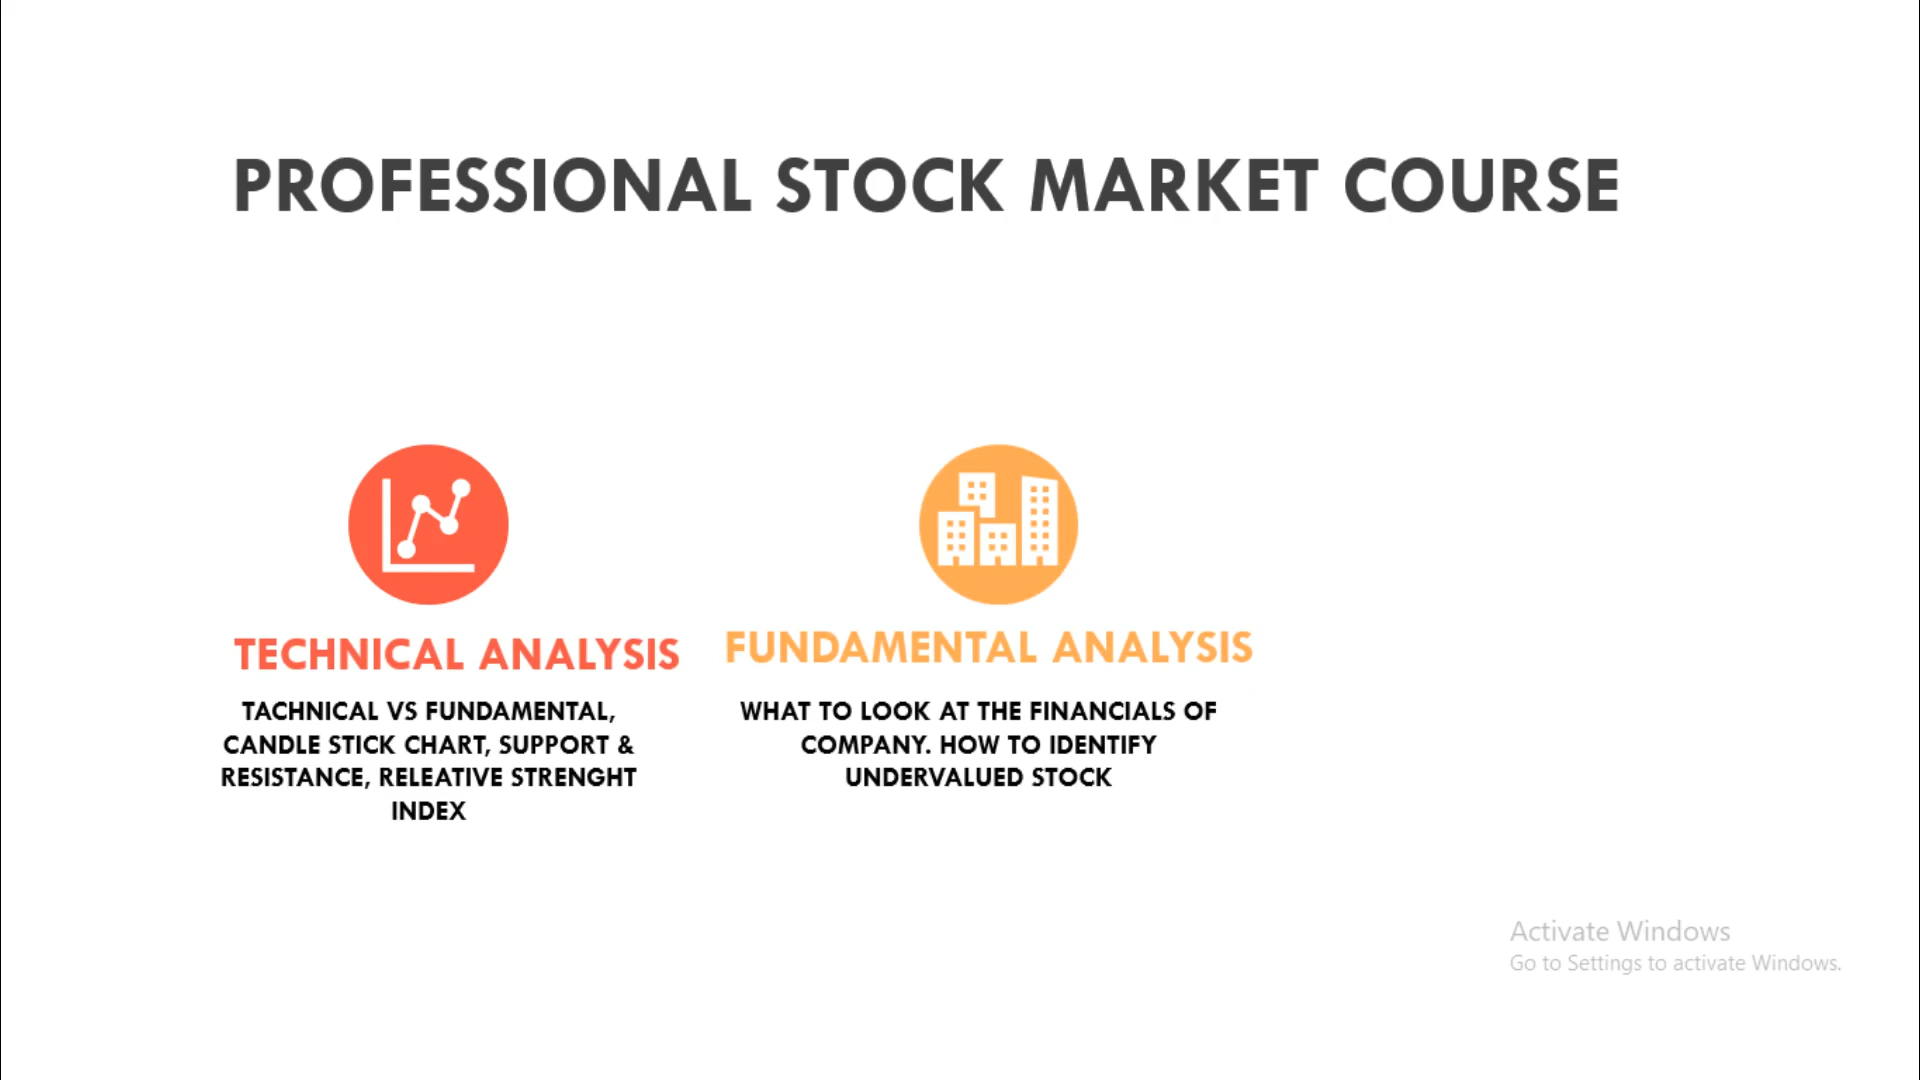 PROFESSIONAL STOCK MARKET COURSE
TECHNICAL ANALYSIS
TACHNICAL VS FUNDAMENTAL,
CANDLE STICK CHART, SUPPORT &
RESISTANCE, RELEATIVE STRENGHT
INDEX
FUNDAMENTAL ANALYSIS
WHAT TO LOOK AT THE FINANCIALS OF
COMPANY. HOW TO IDENTIFY
UNDERVALUED STOCK
Activate Windows
Go to Settings to activate Windows.